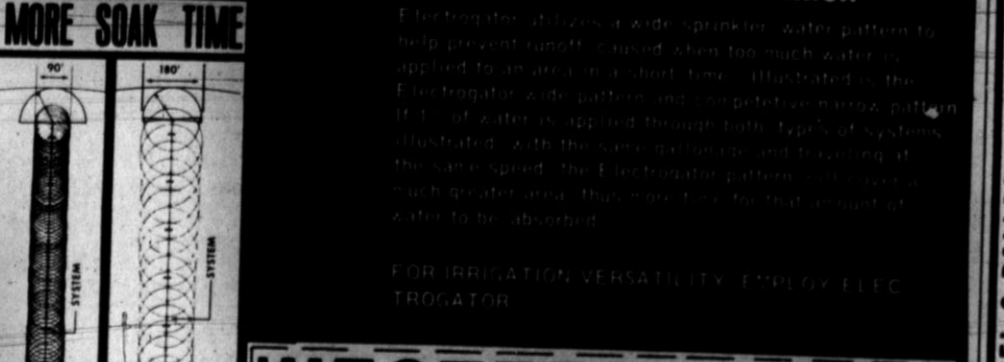 MORE SOAK TIME
90'
180'
SYSTEM
SYSTEM
Electrogator utilizes a wide sprinkler water pattern to
help prevent runoff caused when too much water is
applied to an area in a short time. Illustrated is the
Electrogator wide pattern and competetive narrow pattern.
If 1" of water is applied through both types of systems
illustrated, with the same gallonage and traveling at
the same speed, the Electrogator pattern will cover a
much greater area, thus more time for that amount of
water to be absorbed.
FOR IRRIGATION VERSATILITY, EMPLOY ELEC
TROGATOR